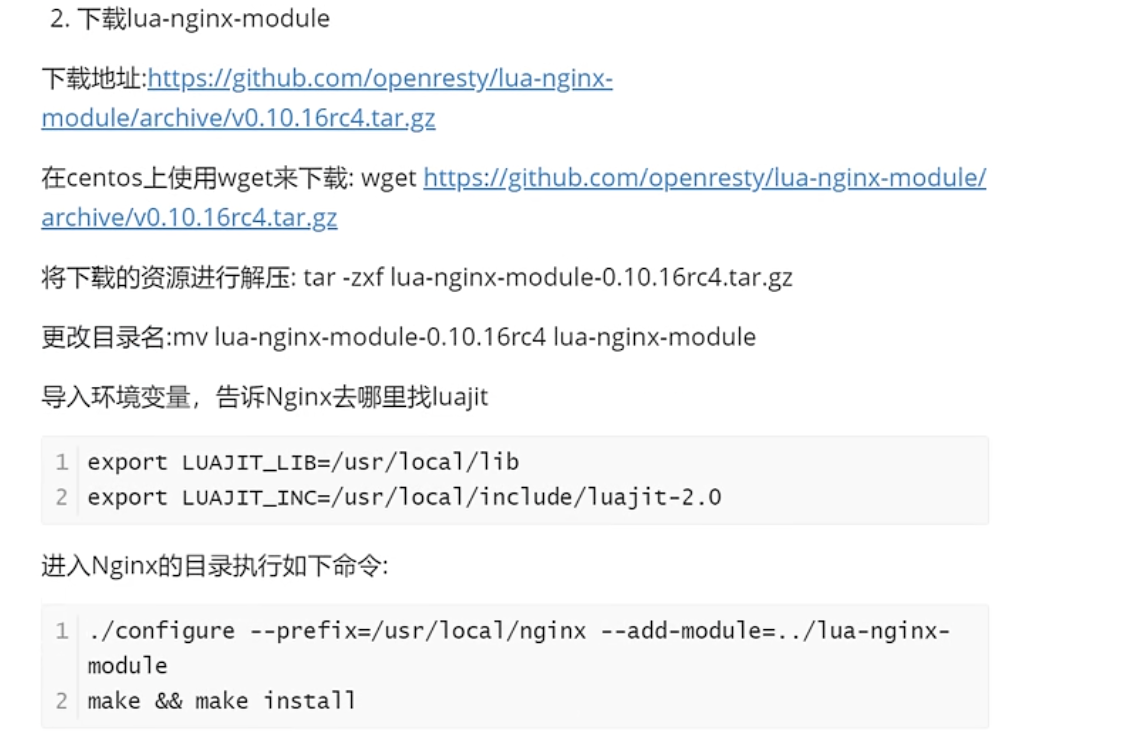 2. 下载lua-nginx-module
下载地址:https://github.com/openresty/lua-nginx-
module/archive/v0.10.16rc4.tar.gz
在centos上使用wget来下载: wget https://github.com/openresty/lua-nginx-module/
archive/v0.10.16rc4.tar.gz
将下载的资源进行解压: tar -zxf lua-nginx-module-0.10.16rc4.tar.gz
更改目录名:mv lua-nginx-module-0.10.16rc4 lua-nginx-module
导入环境变量，告诉Nginx去哪里找luajit
1 export LUAJIT_LIB=/usr/local/lib
2 export LUAJIT_INC=/usr/local/include/luajit-2.0
进入Nginx的目录执行如下命令:
1 ./configure --prefix=/usr/local/nginx --add-module=../lua-nginx-
module
2 make && make install